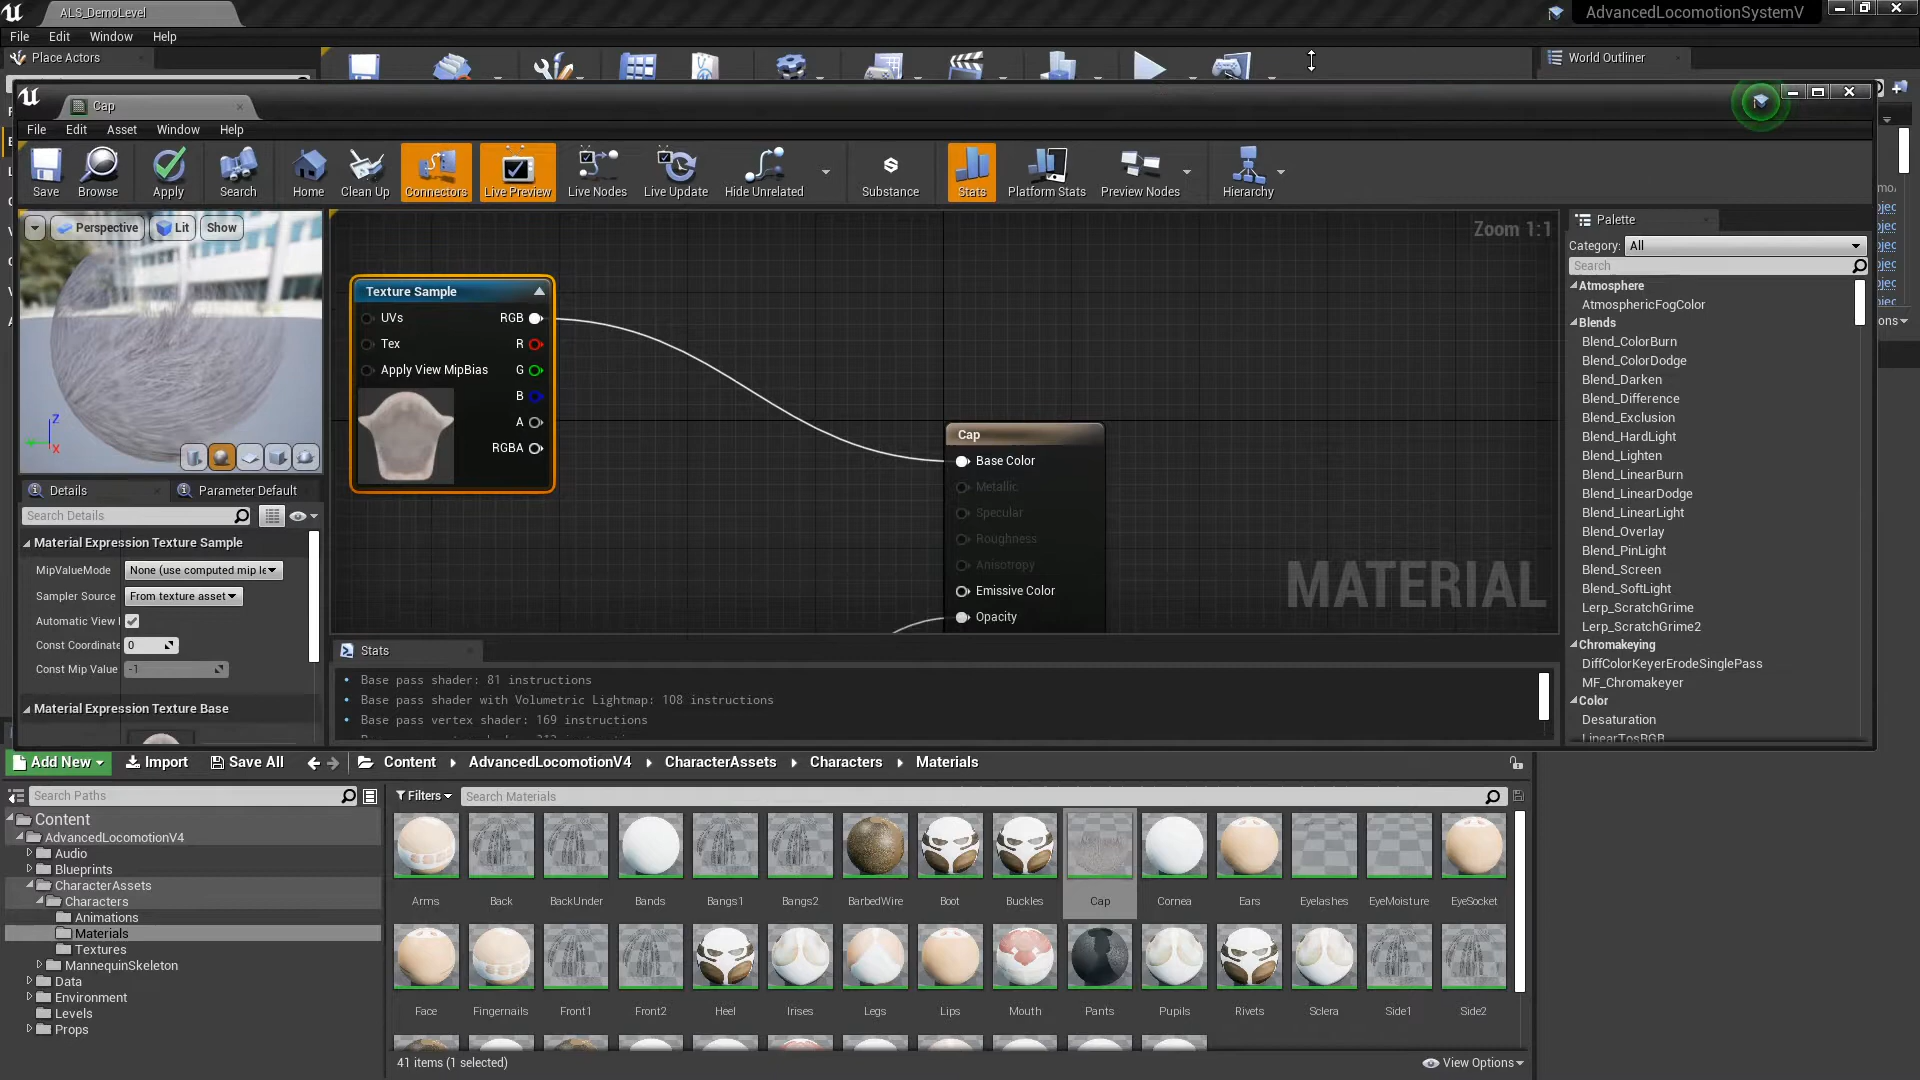 ALS_DemoLevel
AdvancedLocomotionSystemV
File Edit Window Help
Place Actors
World Outliner
Cap
File Edit Asset Window Help
Save Browse Apply Search Home Clean Up Connectors Live Preview Live Nodes Live Update Hide Unrelated Substance Stats Platform Stats Preview Nodes Hierarchy
Perspective Lit Show
Zoom 1:1
Palette
Category: All
Search
Atmosphere
AtmosphericFogColor
Blends
Blend_ColorBurn
Blend_ColorDodge
Blend_Darken
Blend_Difference
Blend_Exclusion
Blend_HardLight
Blend_Lighten
Blend_LinearBurn
Blend_LinearDodge
Blend_LinearLight
Blend_Overlay
Blend_PinLight
Blend_Screen
Blend_SoftLight
Lerp_ScratchGrime
Lerp_ScratchGrime2
Chromakeying
DiffColorKeyerErodeSinglePass
MF_Chromakeyer
Color
Desaturation
LinearTosRGB
Texture Sample
UVs RGB
Tex R
Apply View MipBias G
B
A
RGBA
Cap
Base Color
Metallic
Specular
Roughness
Anisotropy
Emissive Color
Opacity
MATERIAL
Z
X
Details Parameter Default
Search Details
Material Expression Texture Sample
MipValueMode None (use computed mip le
Sampler Source From texture asset
Automatic View
Const Coordinate 0
Const Mip Value -1
Material Expression Texture Base
Stats
• Base pass shader: 81 instructions
• Base pass shader with Volumetric Lightmap: 108 instructions
• Base pass vertex shader: 169 instructions
Add New Import Save All Content AdvancedLocomotionV4 CharacterAssets Characters Materials
Search Paths
Filters Search Materials
Content
AdvancedLocomotionV4
Audio
Blueprints
CharacterAssets
Characters
Animations
Materials
Textures
MannequinSkeleton
Data
Environment
Levels
Props
Arms Back BackUnder Bands Bangs1 Bangs2 BarbedWire Boot Buckles Cap Cornea Ears Eyelashes EyeMoisture EyeSocket
Face Fingernails Front1 Front2 Heel Irises Legs Lips Mouth Pants Pupils Rivets Sclera Side1 Side2
41 items (1 selected)
View Options